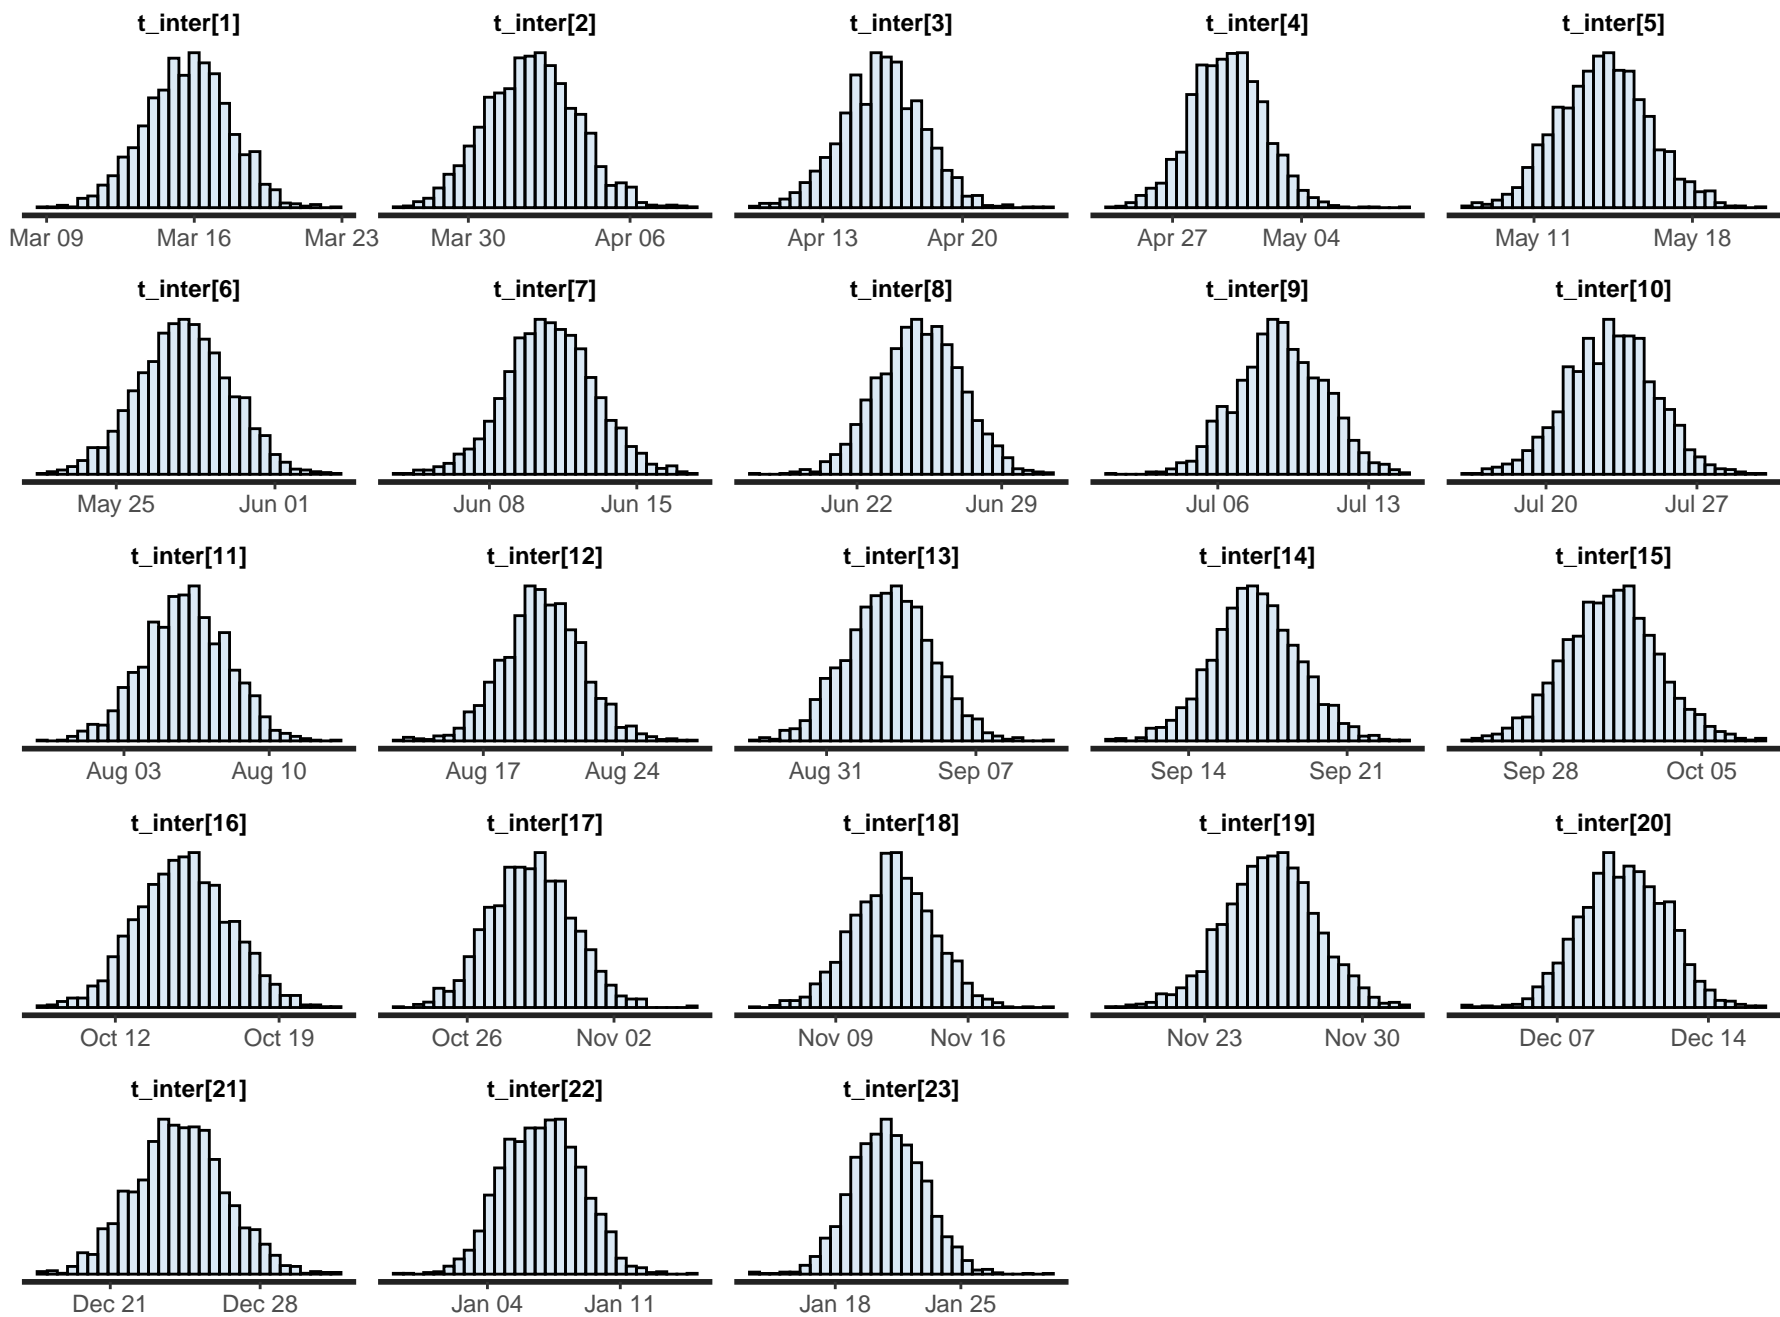 t_inter[1] t_inter[2] t_inter[3] t_inter[4] t_inter[5]
Mar 09 Mar 16 Mar 23 Mar 30 Apr 06 Apr 13 Apr 20 Apr 27 May 04 May 11 May 18
t_inter[6] t_inter[7] t_inter[8] t_inter[9] t_inter[10]
May 25 Jun 01 Jun 08 Jun 15 Jun 22 Jun 29 Jul 06 Jul 13 Jul 20 Jul 27
t_inter[11] t_inter[12] t_inter[13] t_inter[14] t_inter[15]
Aug 03 Aug 10 Aug 17 Aug 24 Aug 31 Sep 07 Sep 14 Sep 21 Sep 28 Oct 05
t_inter[16] t_inter[17] t_inter[18] t_inter[19] t_inter[20]
Oct 12 Oct 19 Oct 26 Nov 02 Nov 09 Nov 16 Nov 23 Nov 30 Dec 07 Dec 14
t_inter[21] t_inter[22] t_inter[23]
Dec 21 Dec 28 Jan 04 Jan 11 Jan 18 Jan 25